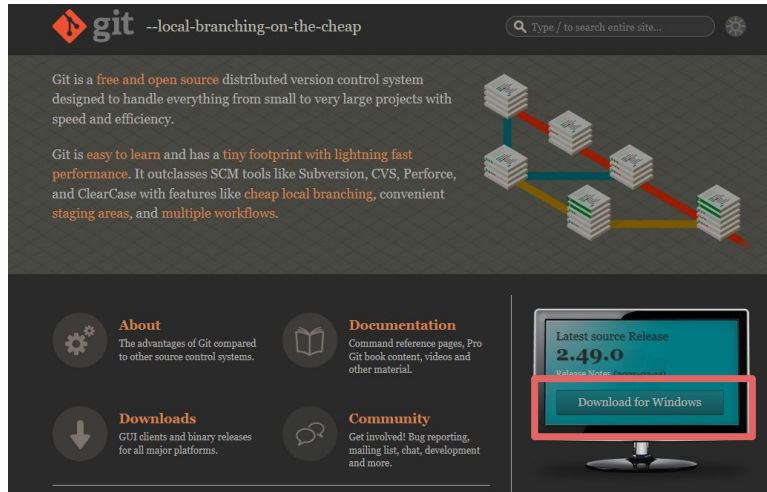 git --local-branching-on-the-cheap
Type / to search entire site...
Git is a free and open source distributed version control system
designed to handle everything from small to very large projects with
speed and efficiency.
Git is easy to learn and has a tiny footprint with lightning fast
performance. It outclasses SCM tools like Subversion, CVS, Perforce,
and ClearCase with features like cheap local branching, convenient
staging areas, and multiple workflows.
About
The advantages of Git compared
to other source control systems.
Documentation
Command reference pages, Pro
Git book content, videos and
other material.
Downloads
GUI clients and binary releases
for all major platforms.
Community
Get involved! Bug reporting,
mailing list, chat, development
and more.
Latest source Release
2.49.0
Release Notes
Download for Windows